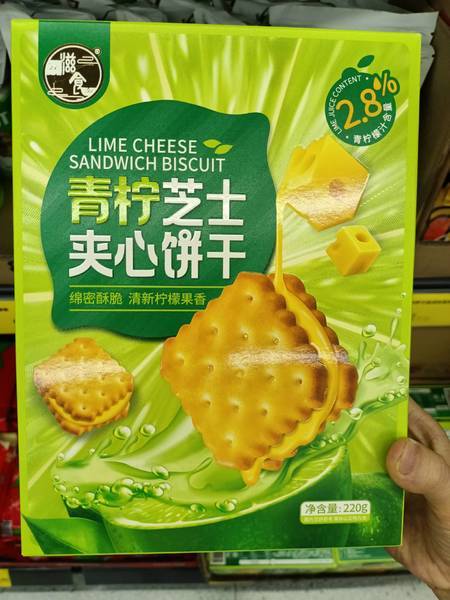 滋食
®
LIME JUICE CONTENT
2.8%
青柠檬汁含量
LIME CHEESE
SANDWICH BISCUIT
青柠芝士
夹心饼干
绵密酥脆 清新柠檬果香
净含量: 220g